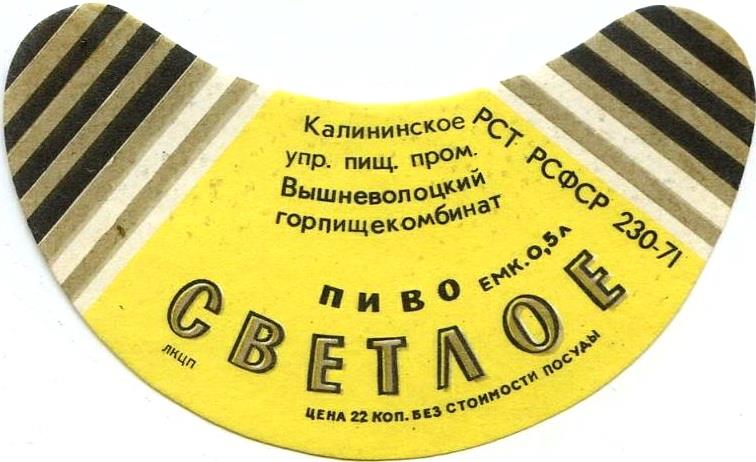 Калининское
упр. пищ. пром.
Вышневолоцкий
горпищекомбинат
РСТ РСФСР 230-71
ПИВО
ЕМК. 0,5 л
СВЕТЛОЕ
ЛКЦП
ЦЕНА 22 КОП. БЕЗ СТОИМОСТИ ПОСУДЫ